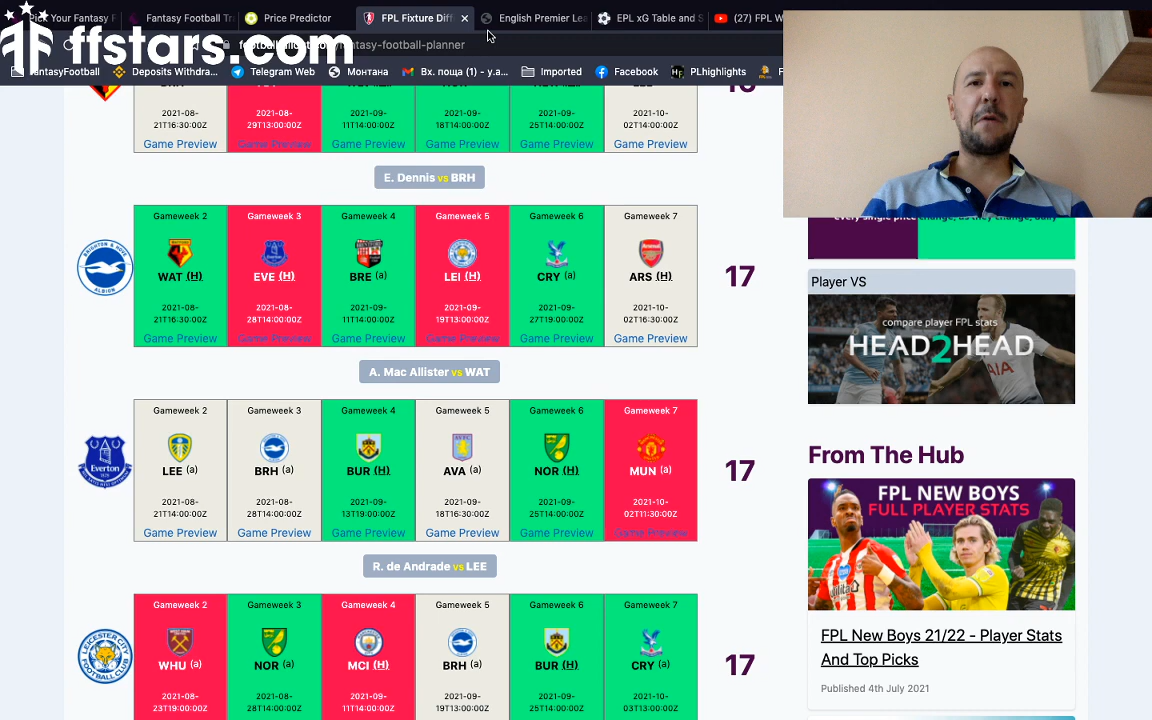 Pick Your Fantasy F
Fantasy Football Tra
Price Predictor
FPL Fixture Diff
English Premier Lea
EPL xG Table and S
(27) FPL W
ffstars.com
fantasy-football-planner
FantasyFootball
Deposits Withdra...
Telegram Web
Монтана
Вх. поща (1) - y.a...
Imported
Facebook
PLhighlights
2021-08-21T16:30:00Z
2021-08-29T13:00:00Z
2021-09-11T14:00:00Z
2021-09-18T14:00:00Z
2021-09-25T14:00:00Z
2021-10-02T14:00:00Z
Game Preview Game Preview Game Preview Game Preview Game Preview Game Preview
E. Dennis vs BRH
Gameweek 2 Gameweek 3 Gameweek 4 Gameweek 5 Gameweek 6 Gameweek 7
WAT (H) EVE (H) BRE (a) LEI (H) CRY (a) ARS (H)
17
2021-08-21T16:30:00Z
2021-08-28T14:00:00Z
2021-09-11T14:00:00Z
2021-09-19T13:00:00Z
2021-09-27T19:00:00Z
2021-10-02T16:30:00Z
Game Preview Game Preview Game Preview Game Preview Game Preview Game Preview
A. Mac Allister vs WAT
Gameweek 2 Gameweek 3 Gameweek 4 Gameweek 5 Gameweek 6 Gameweek 7
Everton
LEE (a) BRH (a) BUR (H) AVA (a) NOR (H) MUN (a)
17
2021-08-21T14:00:00Z
2021-08-28T14:00:00Z
2021-09-13T19:00:00Z
2021-09-18T16:30:00Z
2021-09-25T14:00:00Z
2021-10-02T11:30:00Z
Game Preview Game Preview Game Preview Game Preview Game Preview Game Preview
R. de Andrade vs LEE
Gameweek 2 Gameweek 3 Gameweek 4 Gameweek 5 Gameweek 6 Gameweek 7
WHU (a) NOR (a) MCI (H) BRH (a) BUR (H) CRY (a)
17
2021-08-23T19:00:00Z
2021-08-28T14:00:00Z
2021-09-11T14:00:00Z
2021-09-19T13:00:00Z
2021-09-25T14:00:00Z
2021-10-03T13:00:00Z
every single price change, as they change, daily
Player VS
compare player FPL stats
HEAD2HEAD
From The Hub
FPL NEW BOYS
FULL PLAYER STATS
FPL New Boys 21/22 - Player Stats
And Top Picks
Published 4th July 2021